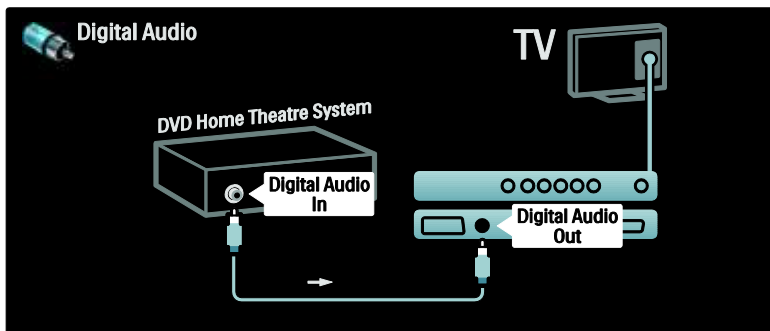 Digital Audio
TV
DVD Home Theatre System
Digital Audio
In
Digital Audio
Out